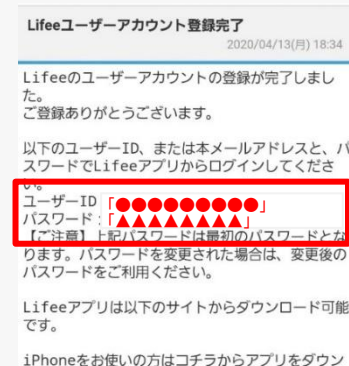 Lifeeユーザーアカウント登録完了
2020/04/13(月) 18:34
Lifeeのユーザーアカウントの登録が完了しまし
た。
ご登録ありがとうございます。
以下のユーザーID、または本メールアドレスと、パ
スワードでLifeeアプリからログインしてくださ
い。
ユーザーID「●●●●●●●●●」
パスワード:「▲▲▲▲▲▲▲▲」
【ご注意】上記パスワードは最初のパスワードとな
ります。パスワードを変更された場合は、変更後の
パスワードをご利用ください。
Lifeeアプリは以下のサイトからダウンロード可能
です。
iPhoneをお使いの方はコチラからアプリをダウン